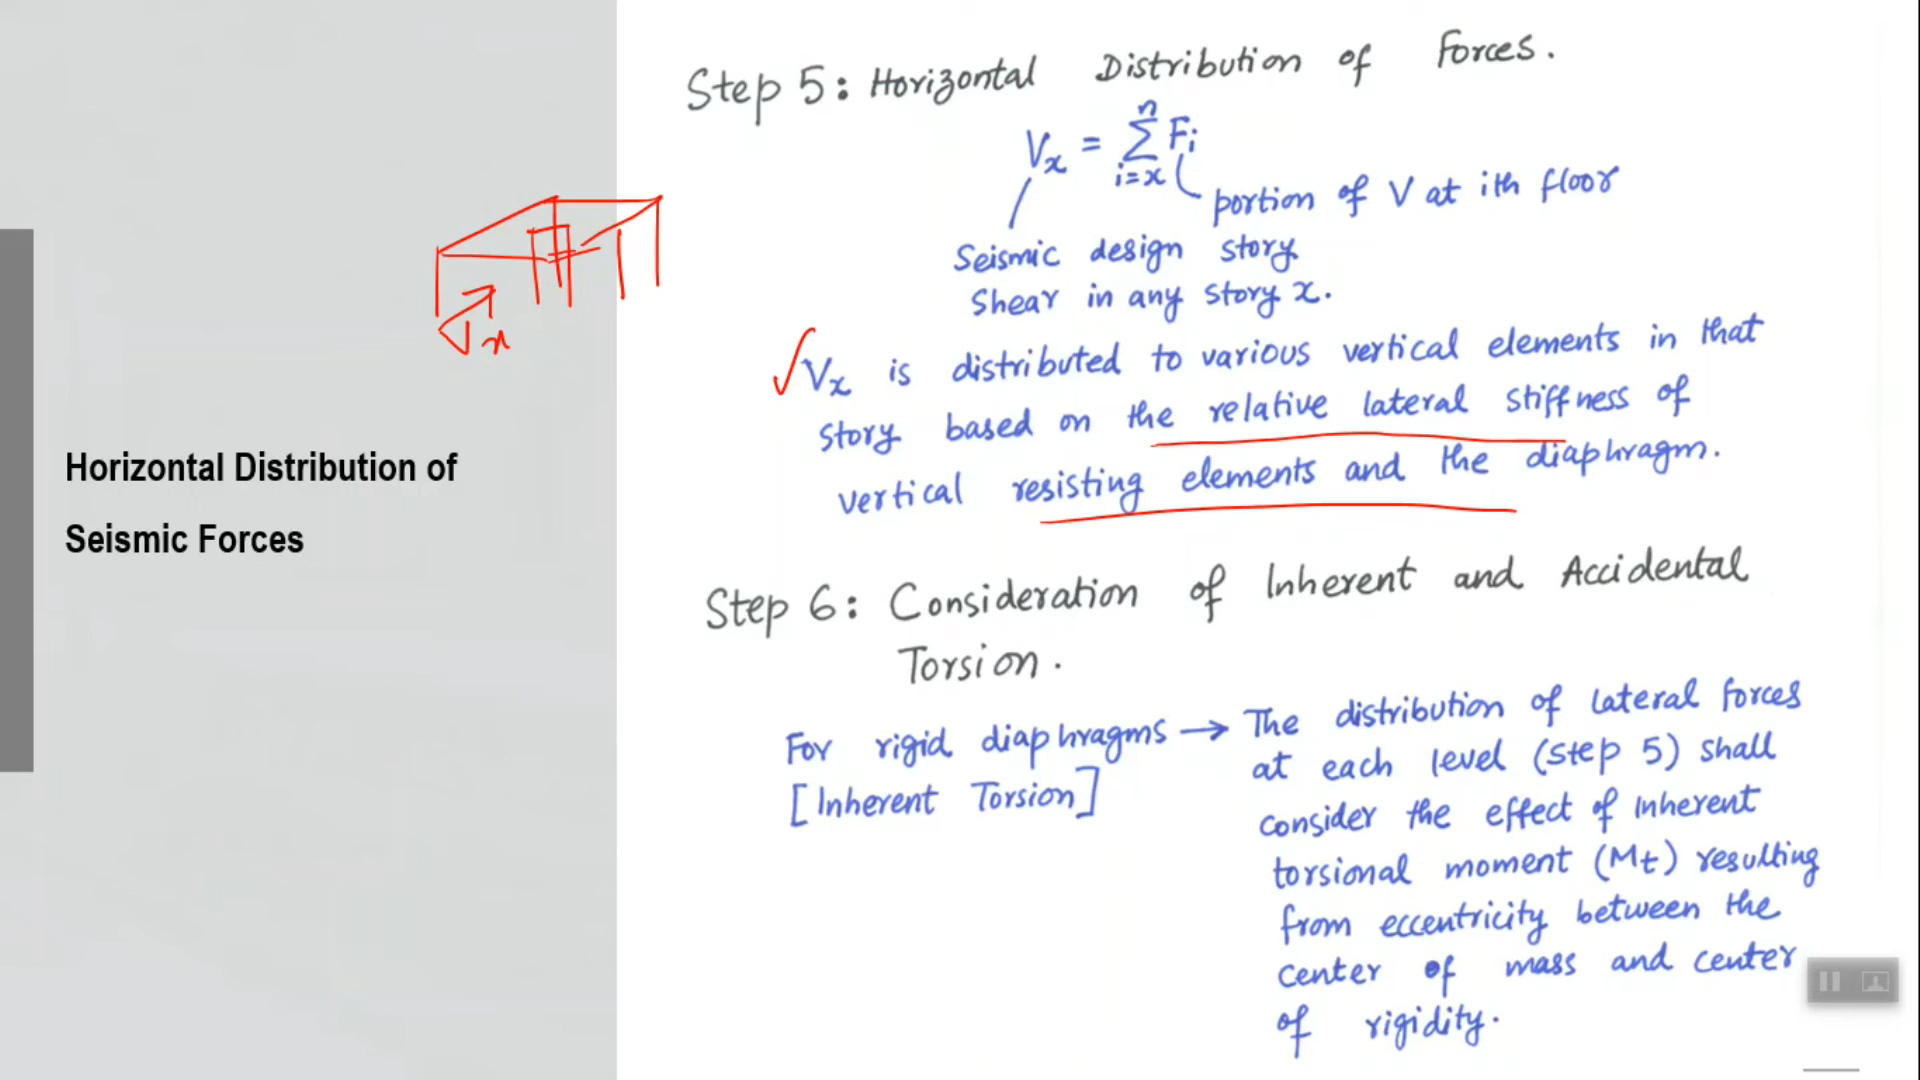 Horizontal Distribution of
Seismic Forces
Step 5: Horizontal Distribution of Forces.
Vx = Σ Fi
n
i=x
portion of V at ith floor
Seismic design story
Shear in any story x.
Vx is distributed to various vertical elements in that
story based on the relative lateral stiffness of
vertical resisting elements and the diaphragm.
Vx
Step 6: Consideration of Inherent and Accidental
Torsion.
For rigid diaphragms → The distribution of lateral forces
[Inherent Torsion]
at each level (step 5) shall
consider the effect of inherent
torsional moment (Mt) resulting
from eccentricity between the
center of mass and center
of rigidity.